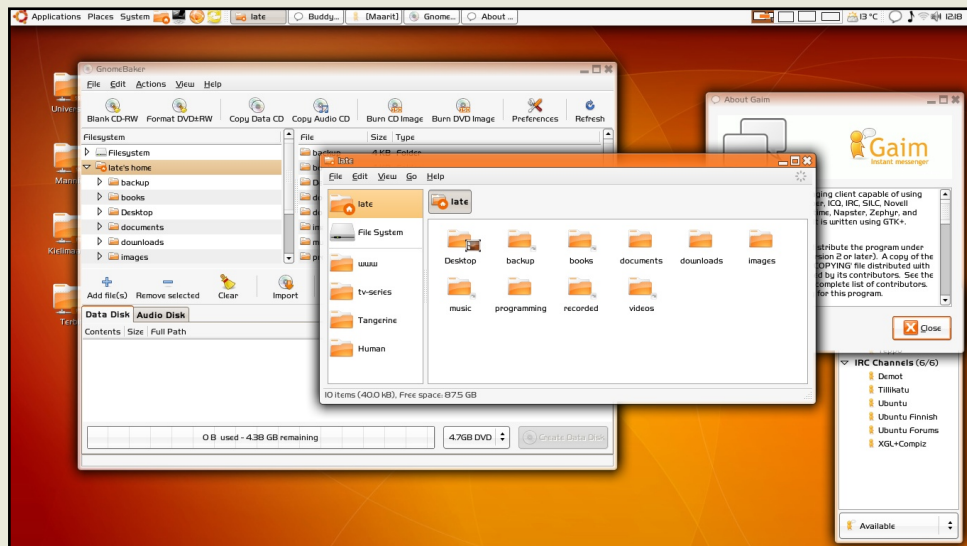 Applications Places System late Buddy... [Maarit] Gnome... About ... 13 °C 12:18
GnomeBaker
File Edit Actions View Help
Blank CD-RW Format DVD±RW Copy Data CD Copy Audio CD Burn CD Image Burn DVD Image Preferences Refresh
Filesystem
Filesystem
late's home
backup
books
Desktop
documents
downloads
images
File Size Type
backup 4 KB Folder
Add file(s) Remove selected Clear Import
Data Disk Audio Disk
Contents Size Full Path
0 B used - 4.38 GB remaining
4.7GB DVD
Create Data Disk
late
File Edit View Go Help
late
File System
www
tv-series
Tangerine
Human
late
Desktop backup books documents downloads images
music programming recorded videos
10 items (40.0 kB), Free space: 87.5 GB
About Gaim
Gaim
instant messenger
ging client capable of using
ICQ, IRC, SILC, Novell
Napster, Zephyr, and
t is written using GTK+.
stribute the program under
sion 2 or later). A copy of the
'COPYING' file distributed with
d by its contributors. See the
complete list of contributors.
for this program.
Close
IRC Channels (6/6)
Demot
Tillikatu
Ubuntu
Ubuntu Finnish
Ubuntu Forums
XGL+Compiz
Available